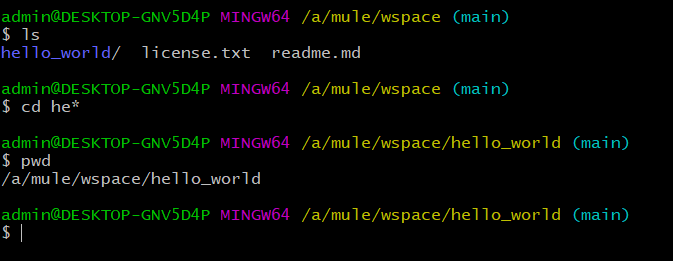 admin@DESKTOP-GNV5D4P MINGW64 /a/mule/wspace (main)
$ ls
hello_world/  license.txt  readme.md
admin@DESKTOP-GNV5D4P MINGW64 /a/mule/wspace (main)
$ cd he*
admin@DESKTOP-GNV5D4P MINGW64 /a/mule/wspace/hello_world (main)
$ pwd
/a/mule/wspace/hello_world
admin@DESKTOP-GNV5D4P MINGW64 /a/mule/wspace/hello_world (main)
$